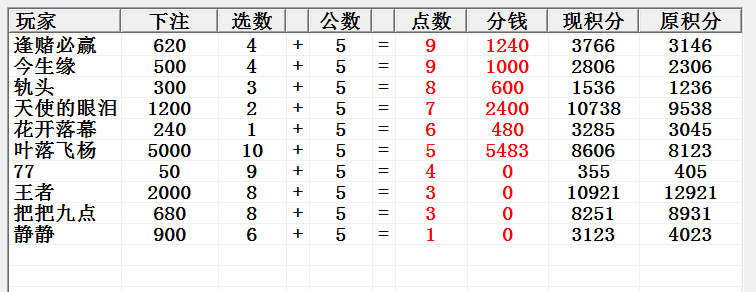 玩家 下注 选数 公数 点数 分钱 现积分 原积分
逢赌必赢 620 4 + 5 = 9 1240 3766 3146
今生缘 500 4 + 5 = 9 1000 2806 2306
轨头 300 3 + 5 = 8 600 1536 1236
天使的眼泪 1200 2 + 5 = 7 2400 10738 9538
花开落幕 240 1 + 5 = 6 480 3285 3045
叶落飞杨 5000 10 + 5 = 5 5483 8606 8123
77 50 9 + 5 = 4 0 355 405
王者 2000 8 + 5 = 3 0 10921 12921
把把九点 680 8 + 5 = 3 0 8251 8931
静静 900 6 + 5 = 1 0 3123 4023